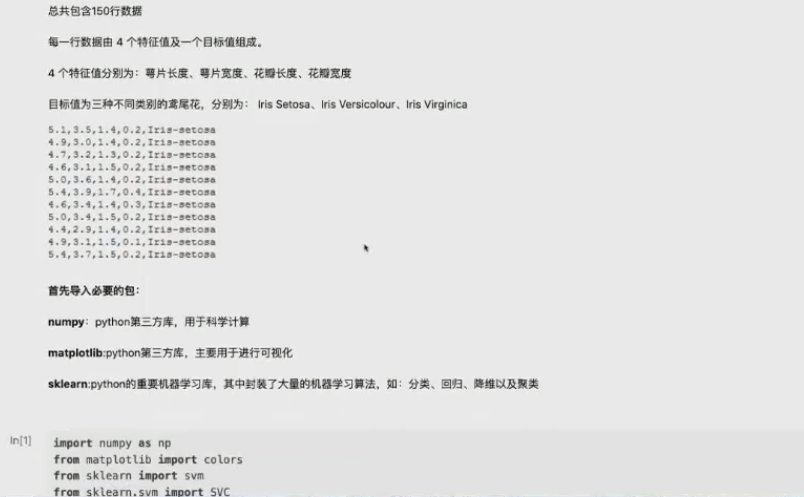 总共包含150行数据
每一行数据由 4 个特征值及一个目标值组成。
4 个特征值分别为：萼片长度、萼片宽度、花瓣长度、花瓣宽度
目标值为三种不同类别的鸢尾花，分别为： Iris Setosa、Iris Versicolour、Iris Virginica
5.1,3.5,1.4,0.2,Iris-setosa
4.9,3.0,1.4,0.2,Iris-setosa
4.7,3.2,1.3,0.2,Iris-setosa
4.6,3.1,1.5,0.2,Iris-setosa
5.0,3.6,1.4,0.2,Iris-setosa
5.4,3.9,1.7,0.4,Iris-setosa
4.6,3.4,1.4,0.3,Iris-setosa
5.0,3.4,1.5,0.2,Iris-setosa
4.4,2.9,1.4,0.2,Iris-setosa
4.9,3.1,1.5,0.1,Iris-setosa
5.4,3.7,1.5,0.2,Iris-setosa
首先导入必要的包：
numpy：python第三方库，用于科学计算
matplotlib:python第三方库，主要用于进行可视化
sklearn:python的重要机器学习库，其中封装了大量的机器学习算法，如：分类、回归、降维以及聚类
In[1]
import numpy as np
from matplotlib import colors
from sklearn import svm
from sklearn.svm import SVC